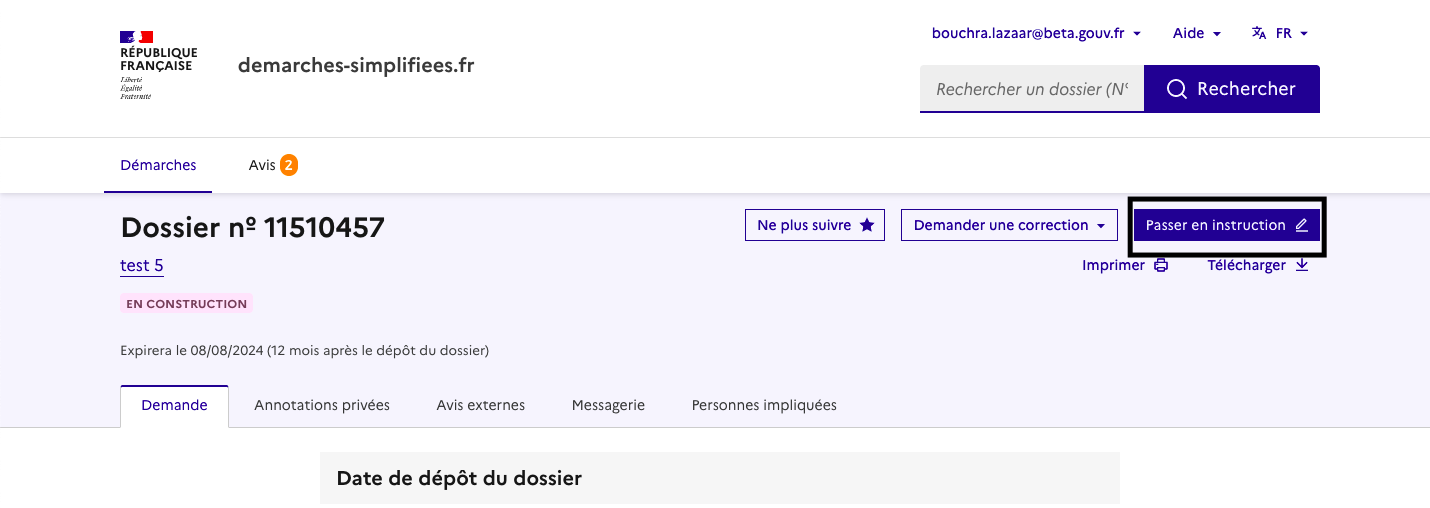 bouchra.lazaar@beta.gouv.fr Aide FR
RÉPUBLIQUE
FRANÇAISE
Liberté
Égalité
Fraternité
demarches-simplifiees.fr
Rechercher un dossier (N° Rechercher
Démarches Avis 2
Dossier nº 11510457 Ne plus suivre Demander une correction Passer en instruction
test 5 Imprimer Télécharger
EN CONSTRUCTION
Expirera le 08/08/2024 (12 mois après le dépôt du dossier)
Demande Annotations privées Avis externes Messagerie Personnes impliquées
Date de dépôt du dossier